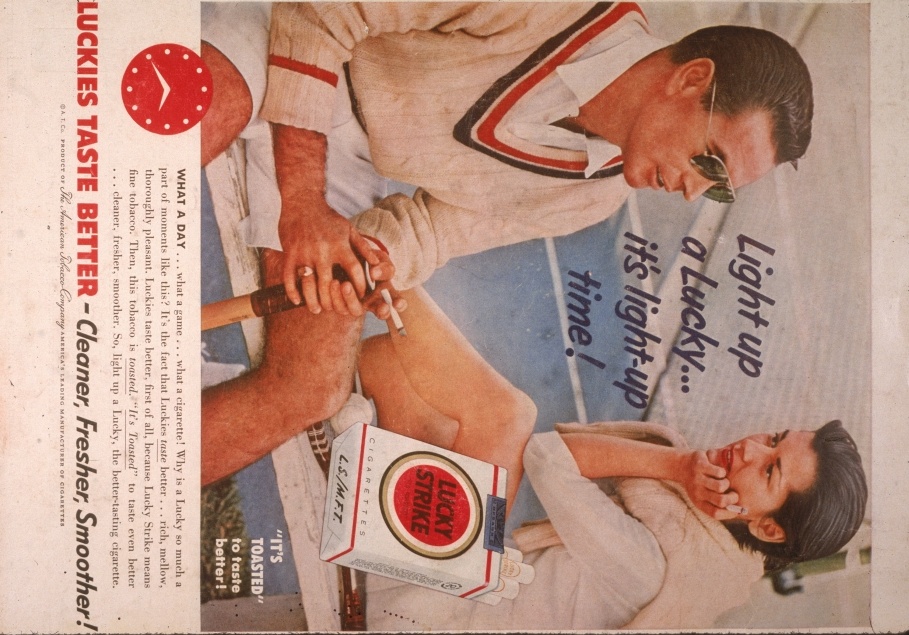 Light up
a Lucky...
it's light-up
time!
CIGARETTES
LUCKY
STRIKE
L.S./M.F.T.
"IT'S
TOASTED"
to taste
better!
WHAT A DAY . . . what a game . . . what a cigarette! Why is a Lucky so much a
part of moments like this? It's the fact that Luckies taste better . . . rich, mellow,
thoroughly pleasant. Luckies taste better, first of all, because Lucky Strike means
fine tobacco. Then, this tobacco is toasted. "It's Toasted" to taste even better
. . . cleaner, fresher, smoother. So, light up a Lucky, the better-tasting cigarette.
LUCKIES TASTE BETTER – Cleaner, Fresher, Smoother!
© A. T. Co. PRODUCT OF The American Tobacco Company AMERICA'S LEADING MANUFACTURER OF CIGARETTES